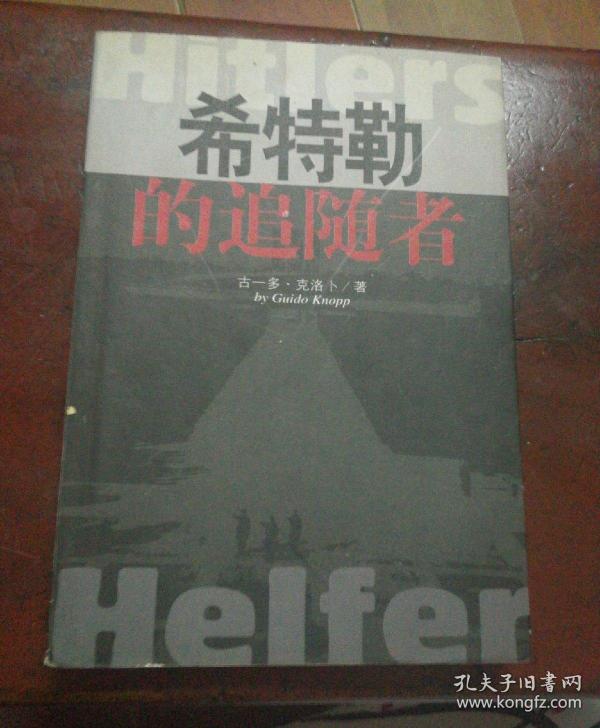 Hitlers
希特勒
的追随者
古一多·克洛卜/著
by Guido Knopp
Helfer
孔夫子旧书网
www.kongfz.com